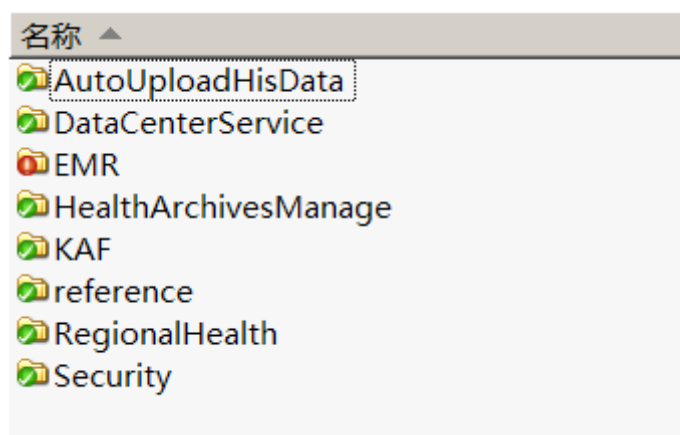 名称
AutoUploadHisData
DataCenterService
EMR
HealthArchivesManage
KAF
reference
RegionalHealth
Security